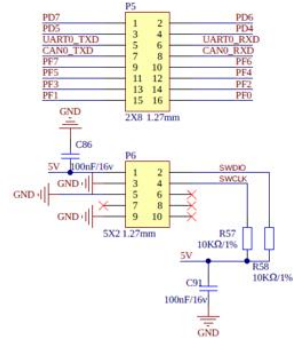 P5
PD7 1 2 PD6
PD5 3 4 PD4
UART0_TXD 5 6 UART0_RXD
CAN0_TXD 7 8 CAN0_RXD
PF7 9 10 PF6
PF5 11 12 PF4
PF3 13 14 PF2
PF1 15 16 PF0
2X8 1.27mm
GND
C86
100nF/16v
P6
5V 1 2 SWDIO
GND 3 4 SWCLK
GND 5 6
7 8
GND 9 10
5X2 1.27mm
R57
10KΩ/1%
R58
10KΩ/1%
5V
C91
100nF/16v
GND